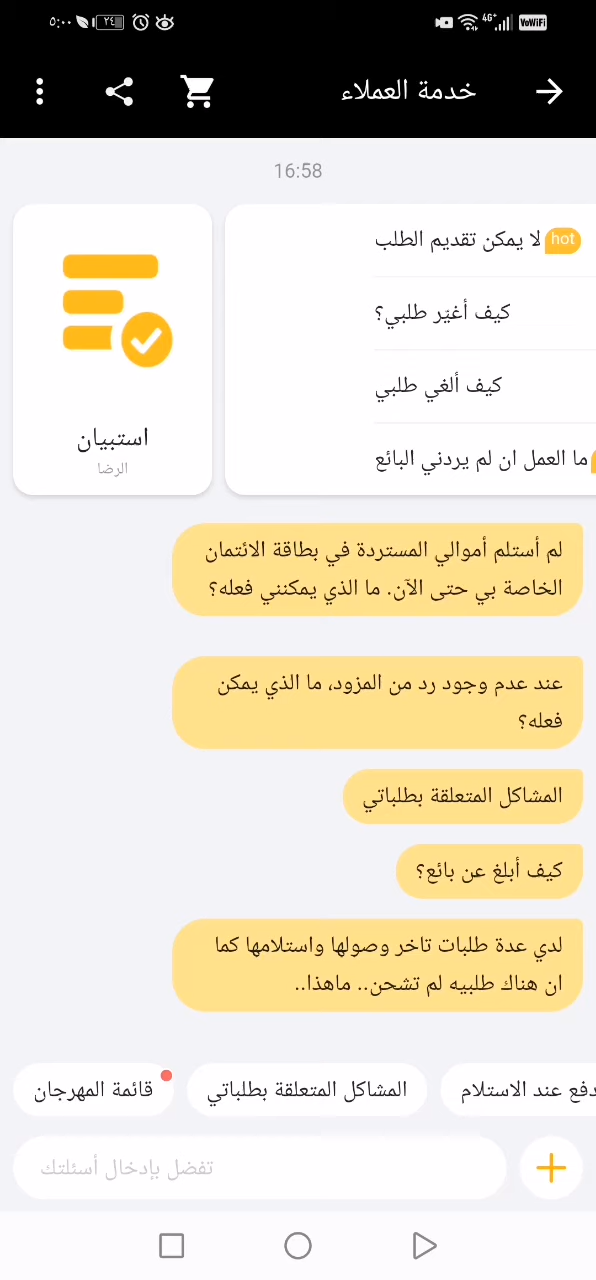 ٥:٠٠
٢٤
4G+
VoWiFi
خدمة العملاء
16:58
hot
لا يمكن تقديم الطلب
كيف أغيّر طلبي؟
كيف ألغي طلبي
ما العمل ان لم يردني البائع
استبيان
الرضا
لم أستلم أموالي المستردة في بطاقة الائتمان
الخاصة بي حتى الآن. ما الذي يمكنني فعله؟
عند عدم وجود رد من المزود، ما الذي يمكن
فعله؟
المشاكل المتعلقة بطلباتي
كيف أبلغ عن بائع؟
لدي عدة طلبات تاخر وصولها واستلامها كما
ان هناك طلبيه لم تشحن.. ماهذا..
دفع عند الاستلام
المشاكل المتعلقة بطلباتي
قائمة المهرجان
تفضل بإدخال أسئلتك